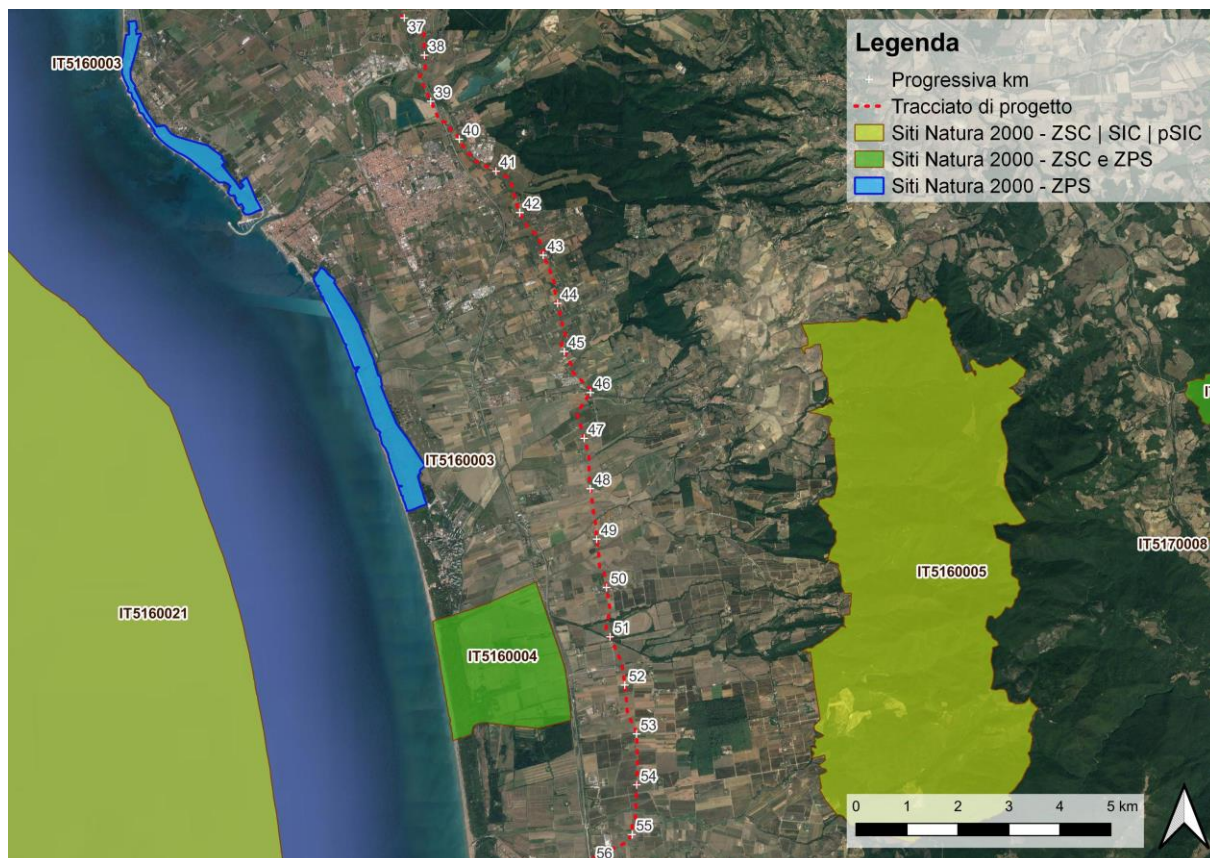 Legenda
Progressiva km
Tracciato di progetto
Siti Natura 2000 - ZSC | SIC | pSIC
Siti Natura 2000 - ZSC e ZPS
Siti Natura 2000 - ZPS
37
38
IT5160003
39
40
41
42
43
44
45
46
47
IT5160003
48
49
50
51
52
53
54
55
56
IT5170008
IT5160005
IT5160021
IT5160004
0 1 2 3 4 5 km